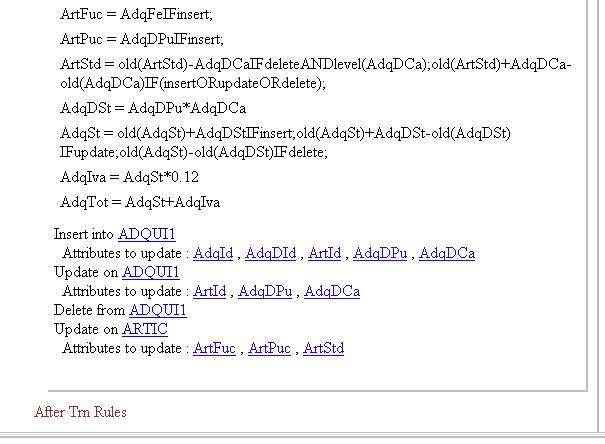 ArtFuc = AdqFeIFinsert;
ArtPuc = AdqDPuIFinsert;
ArtStd = old(ArtStd)-AdqDCaIFdeleteANDlevel(AdqDCa);old(ArtStd)+AdqDCa-
old(AdqDCa)IF(insertORupdateORdelete);
AdqDSt = AdqDPu*AdqDCa
AdqSt = old(AdqSt)+AdqDStIFinsert;old(AdqSt)+AdqDSt-old(AdqDSt)
IFupdate;old(AdqSt)-old(AdqDSt)IFdelete;
AdqIva = AdqSt*0.12
AdqTot = AdqSt+AdqIva
Insert into ADQUI1
Attributes to update : AdqId , AdqDId , ArtId , AdqDPu , AdqDCa
Update on ADQUI1
Attributes to update : ArtId , AdqDPu , AdqDCa
Delete from ADQUI1
Update on ARTIC
Attributes to update : ArtFuc , ArtPuc , ArtStd
After Trn Rules